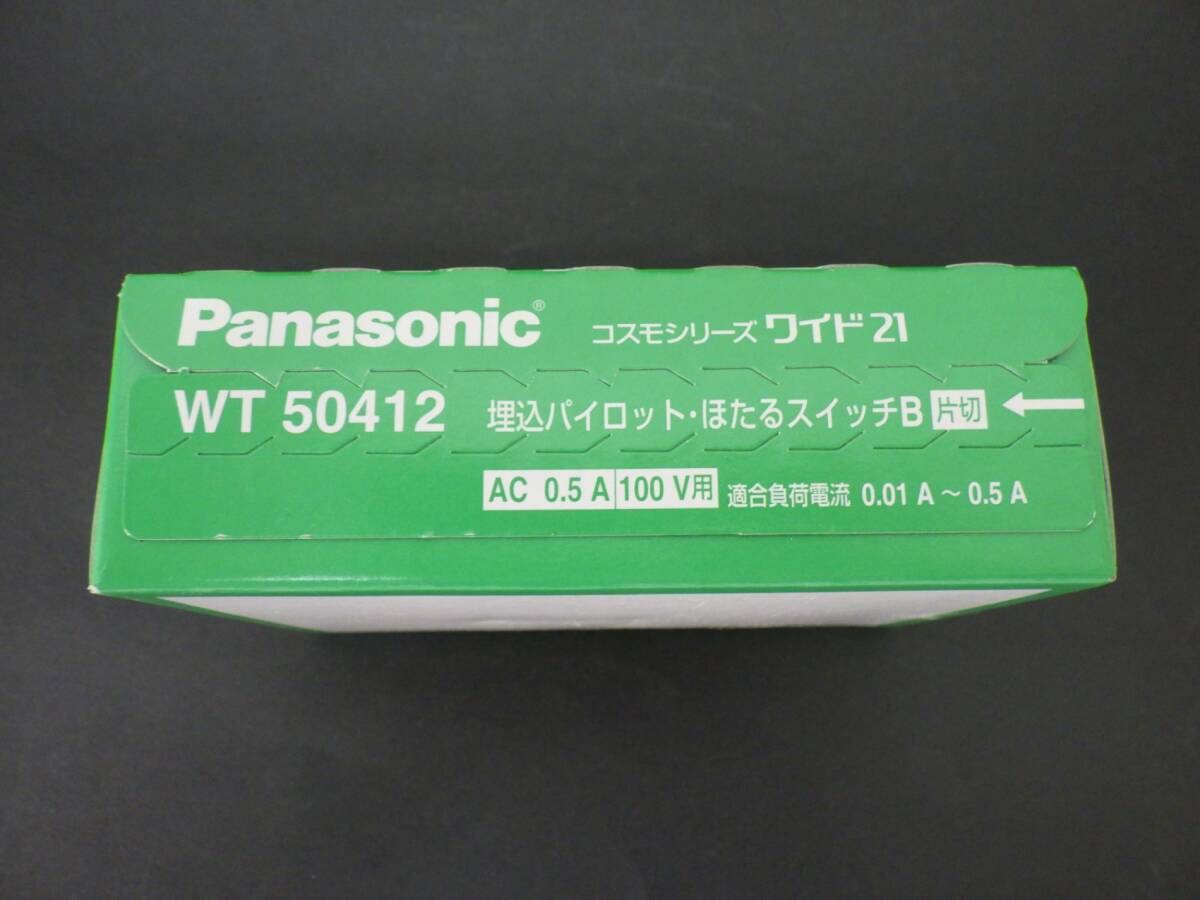 Panasonic® コスモシリーズ ワイド21
WT 50412 埋込パイロット・ほたるスイッチB 片切
AC 0.5 A 100 V用 適合負荷電流 0.01 A ~ 0.5 A